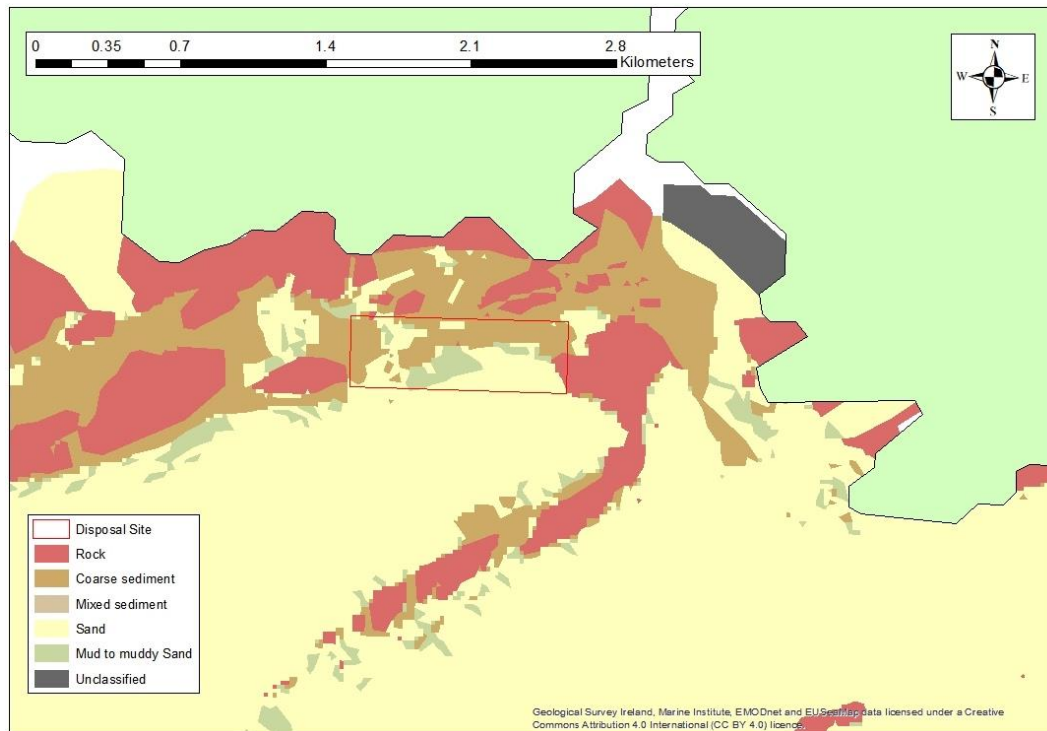 0 0.35 0.7 1.4 2.1 2.8
Kilometers
N
W E
S
Disposal Site
Rock
Coarse sediment
Mixed sediment
Sand
Mud to muddy Sand
Unclassified
Geological Survey Ireland, Marine Institute, EMODnet and EUSeaMap data licensed under a Creative
Commons Attribution 4.0 International (CC BY 4.0) licence.